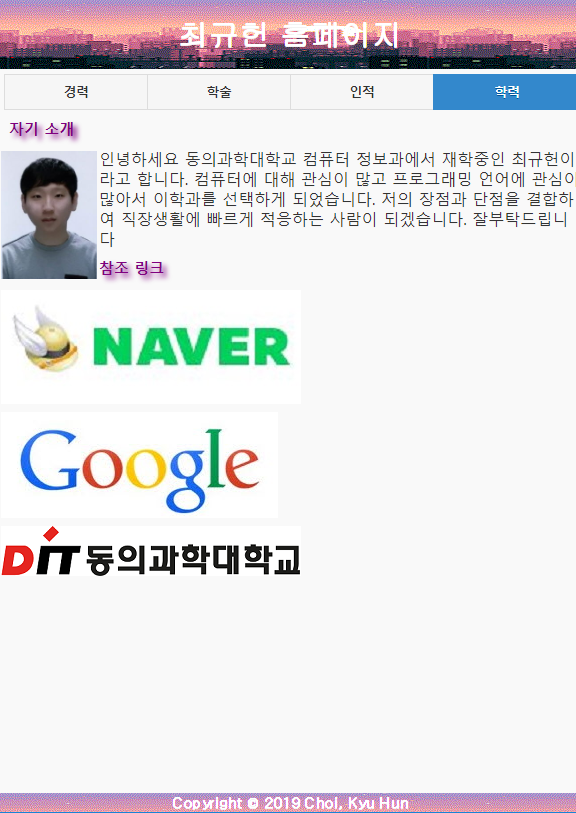 최규헌 홈페이지
경력
학술
인적
학력
자기 소개
안녕하세요 동의과학대학교 컴퓨터 정보과에서 재학중인 최규헌이
라고 합니다. 컴퓨터에 대해 관심이 많고 프로그래밍 언어에 관심이
많아서 이학과를 선택하게 되었습니다. 저의 장점과 단점을 결합하
여 직장생활에 빠르게 적응하는 사람이 되겠습니다. 잘부탁드립니
다
참조 링크
NAVER
Google
DIT 동의과학대학교
Copyright © 2019 Choi, Kyu Hun